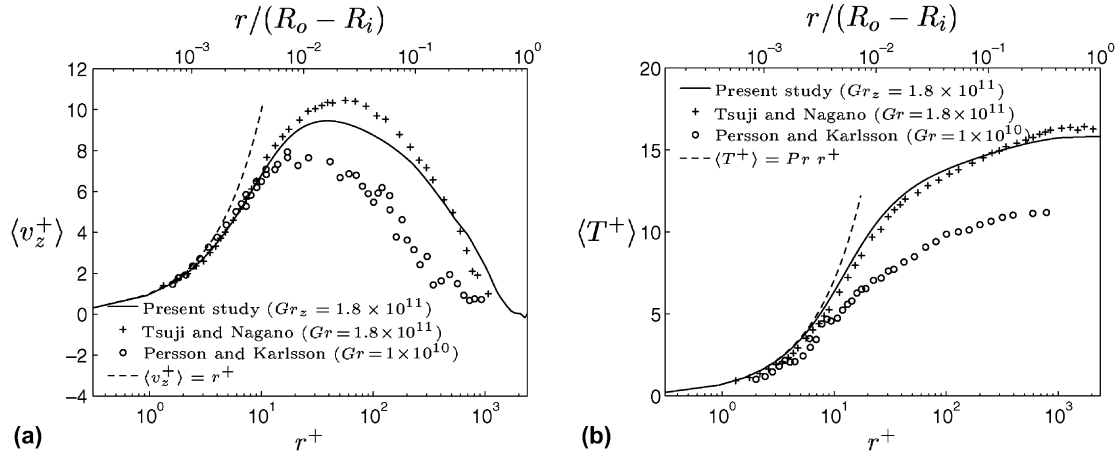 r/(R_o − R_i)
10^−3 10^−2 10^−1 10^0
12
10
8
6
4
2
0
−2
−4
⟨v_z^+⟩
Present study (Gr_z = 1.8 × 10^11)
Tsuji and Nagano (Gr=1.8×10^11)
Persson and Karlsson (Gr=1×10^10)
⟨v_z^+⟩ = r^+
10^0 10^1 10^2 10^3
(a) r^+
r/(R_o − R_i)
10^−3 10^−2 10^−1 10^0
20
15
10
5
0
⟨T^+⟩
Present study (Gr_z = 1.8 × 10^11)
Tsuji and Nagano (Gr=1.8×10^11)
Persson and Karlsson (Gr=1×10^10)
⟨T^+⟩ = Pr r^+
10^0 10^1 10^2 10^3
(b) r^+